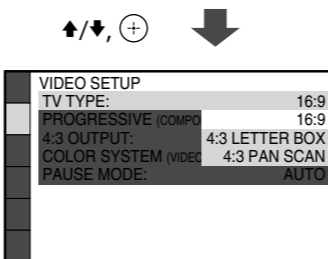 ↑/↓, ⊕
VIDEO SETUP
TV TYPE: 16:9
PROGRESSIVE (COMPO 16:9
4:3 OUTPUT: 4:3 LETTER BOX
COLOR SYSTEM (VIDEO 4:3 PAN SCAN
PAUSE MODE: AUTO